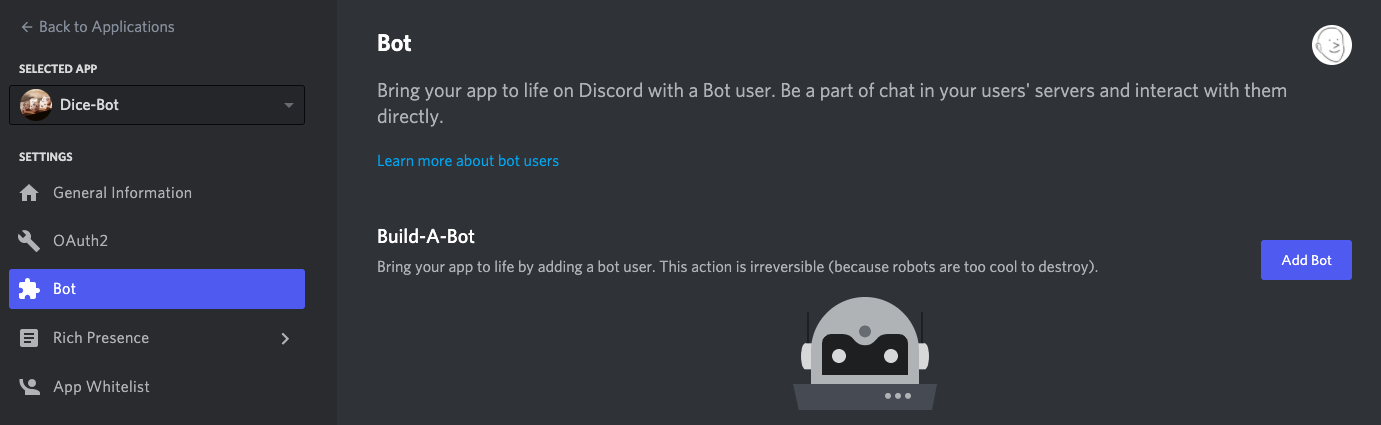 ← Back to Applications
SELECTED APP
Dice-Bot
SETTINGS
General Information
OAuth2
Bot
Rich Presence
App Whitelist
Bot
Bring your app to life on Discord with a Bot user. Be a part of chat in your users' servers and interact with them
directly.
Learn more about bot users
Build-A-Bot
Bring your app to life by adding a bot user. This action is irreversible (because robots are too cool to destroy).
Add Bot